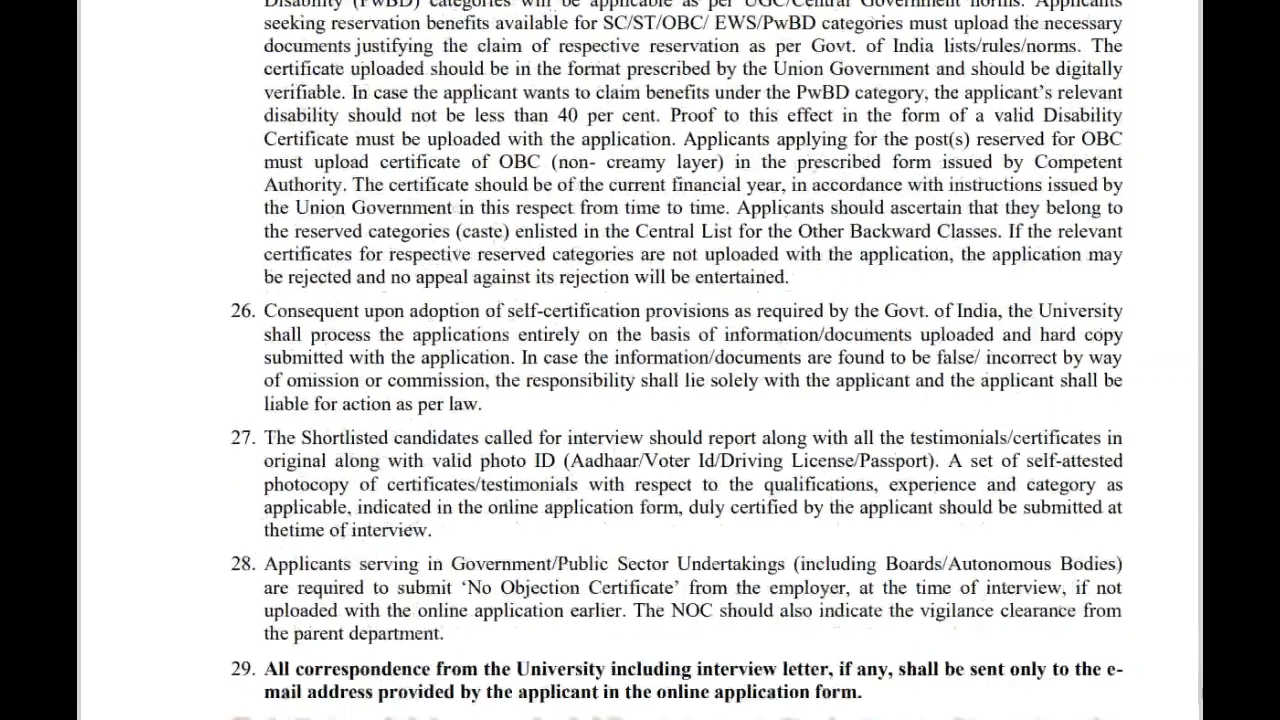 Disability (PwBD) categories will be applicable as per UGC/Central Government norms. Applicants
seeking reservation benefits available for SC/ST/OBC/ EWS/PwBD categories must upload the necessary
documents justifying the claim of respective reservation as per Govt. of India lists/rules/norms. The
certificate uploaded should be in the format prescribed by the Union Government and should be digitally
verifiable. In case the applicant wants to claim benefits under the PwBD category, the applicant's relevant
disability should not be less than 40 per cent. Proof to this effect in the form of a valid Disability
Certificate must be uploaded with the application. Applicants applying for the post(s) reserved for OBC
must upload certificate of OBC (non- creamy layer) in the prescribed form issued by Competent
Authority. The certificate should be of the current financial year, in accordance with instructions issued by
the Union Government in this respect from time to time. Applicants should ascertain that they belong to
the reserved categories (caste) enlisted in the Central List for the Other Backward Classes. If the relevant
certificates for respective reserved categories are not uploaded with the application, the application may
be rejected and no appeal against its rejection will be entertained.
26. Consequent upon adoption of self-certification provisions as required by the Govt. of India, the University
shall process the applications entirely on the basis of information/documents uploaded and hard copy
submitted with the application. In case the information/documents are found to be false/ incorrect by way
of omission or commission, the responsibility shall lie solely with the applicant and the applicant shall be
liable for action as per law.
27. The Shortlisted candidates called for interview should report along with all the testimonials/certificates in
original along with valid photo ID (Aadhaar/Voter Id/Driving License/Passport). A set of self-attested
photocopy of certificates/testimonials with respect to the qualifications, experience and category as
applicable, indicated in the online application form, duly certified by the applicant should be submitted at
thetime of interview.
28. Applicants serving in Government/Public Sector Undertakings (including Boards/Autonomous Bodies)
are required to submit ‘No Objection Certificate’ from the employer, at the time of interview, if not
uploaded with the online application earlier. The NOC should also indicate the vigilance clearance from
the parent department.
29. All correspondence from the University including interview letter, if any, shall be sent only to the e-
mail address provided by the applicant in the online application form.